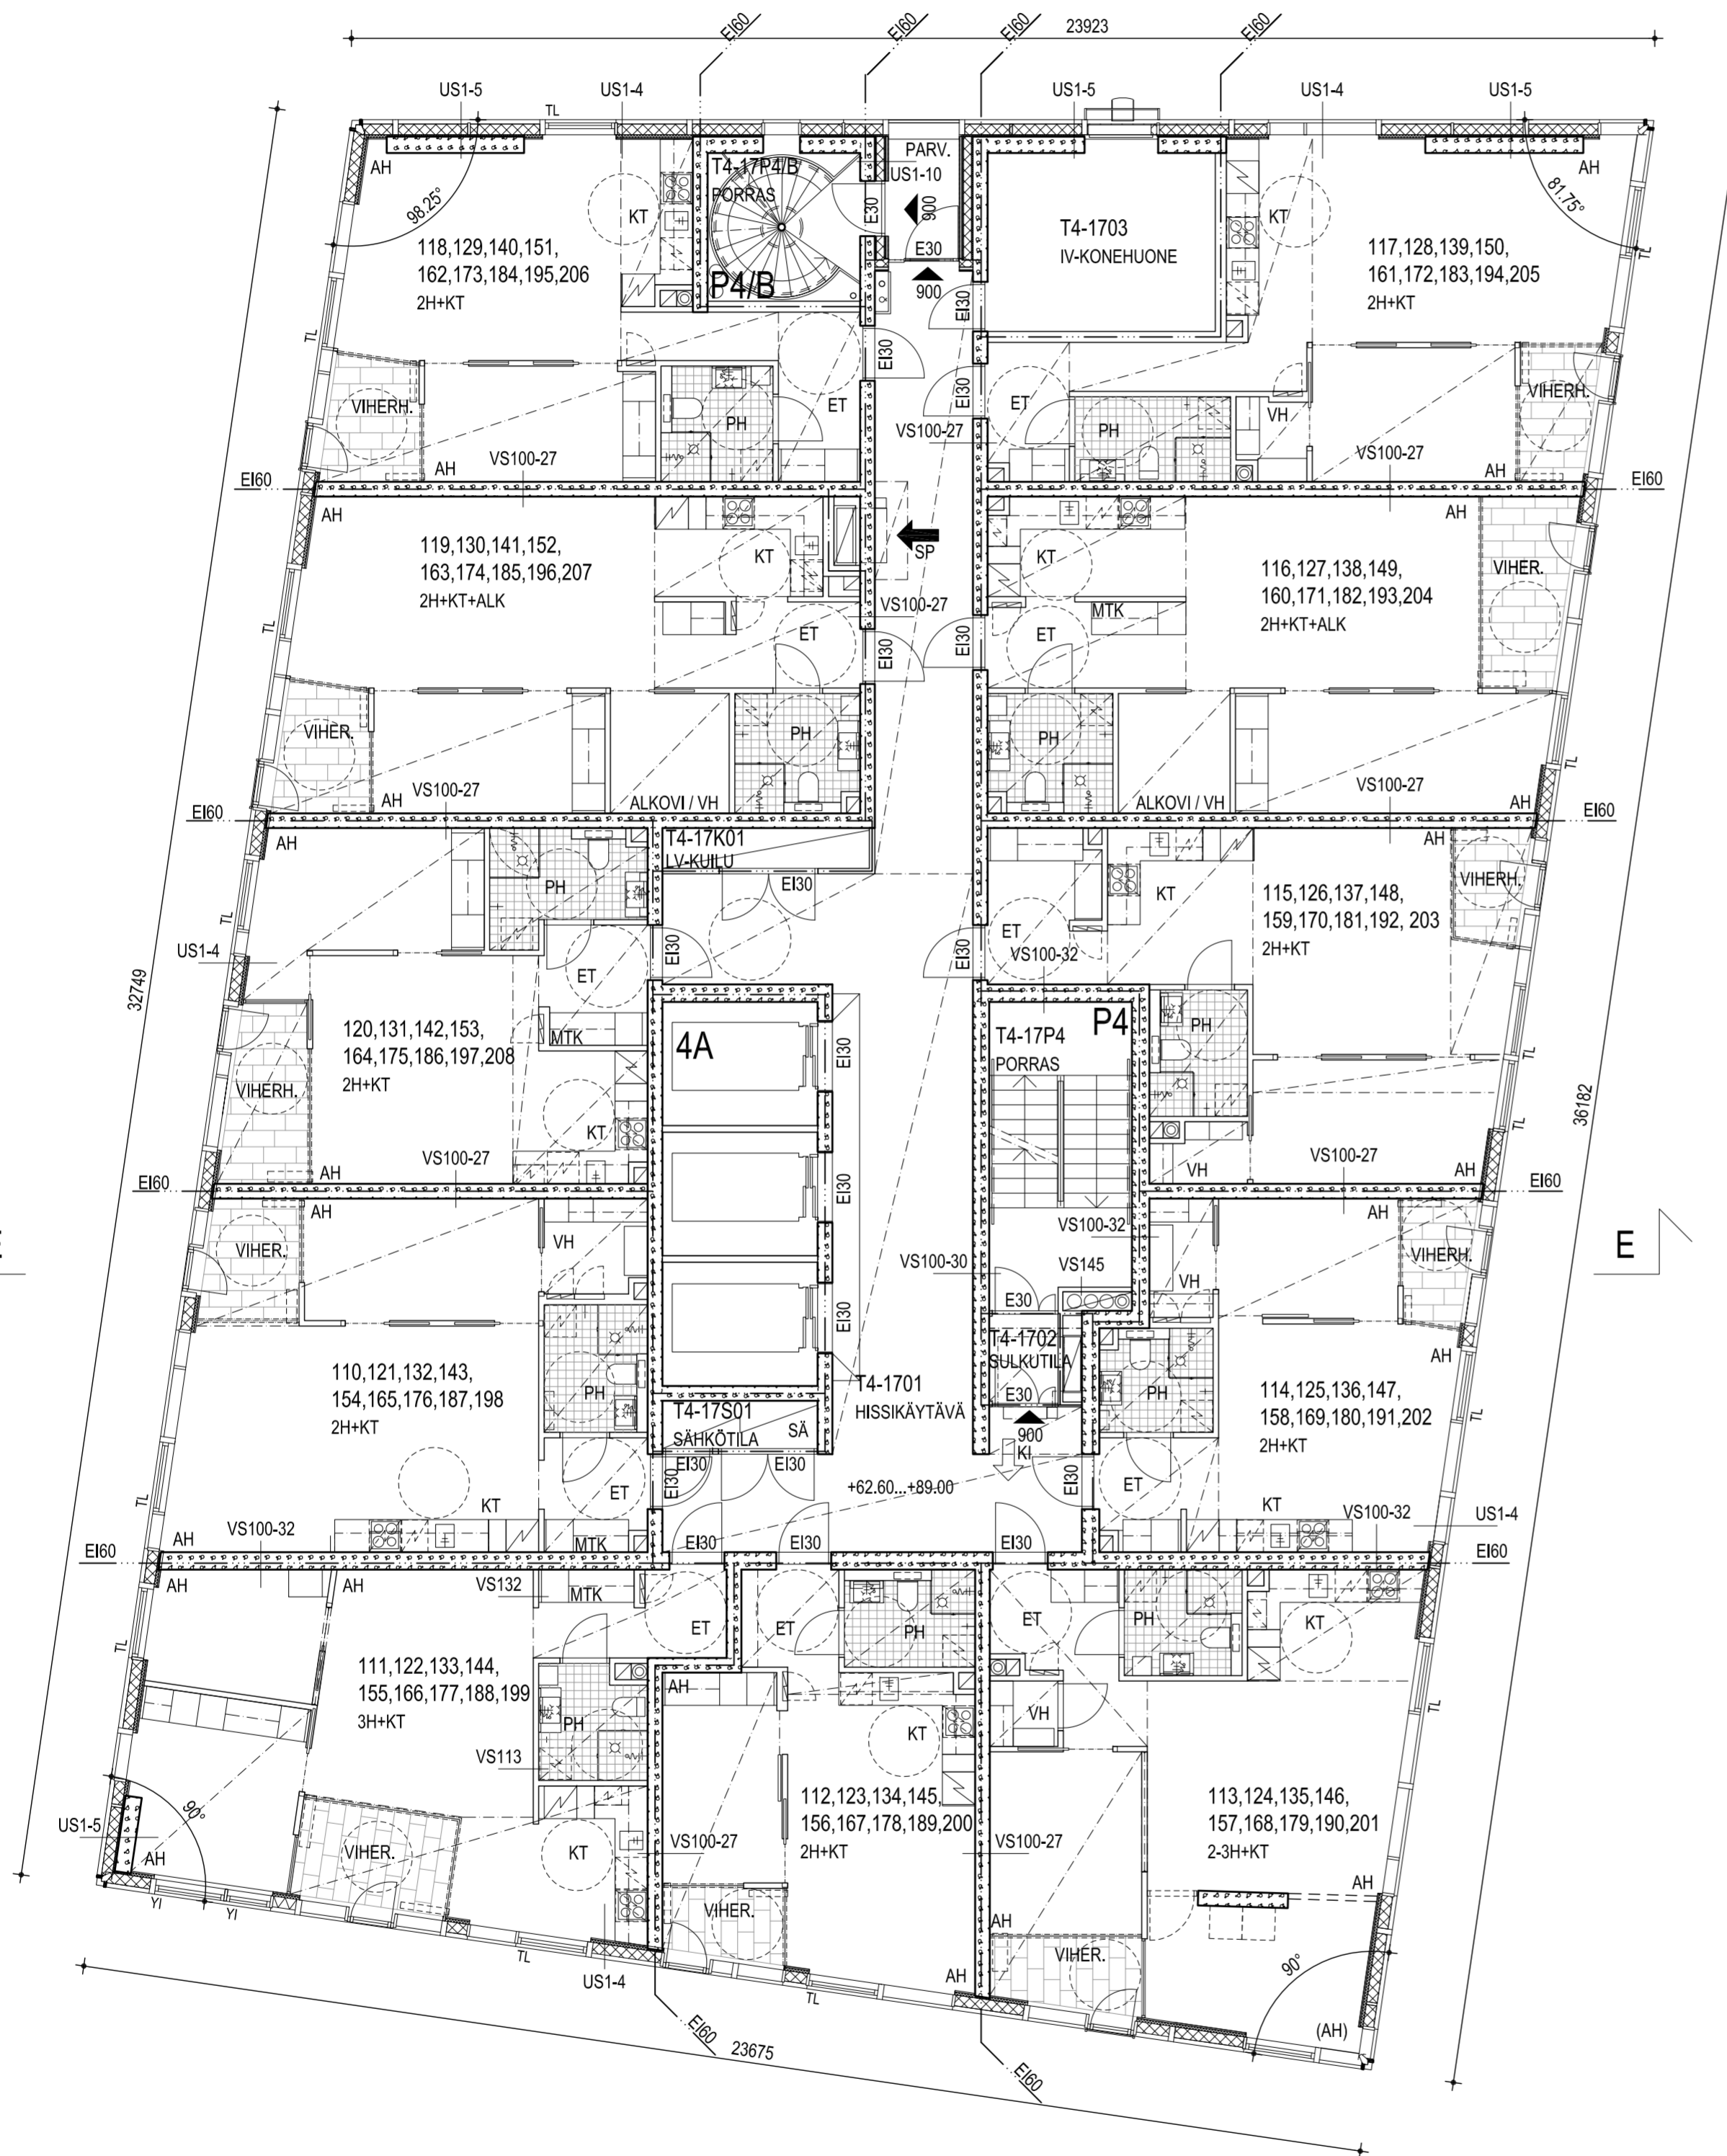 EI60
EI60
EI60
EI60
23923
US1-5
TL
US1-4
US1-5
US1-4
US1-5
AH
98.25°
KT
T4-17P4/B
PORRAS
P4/B
PARV.
US1-10
E30
900
E30
900
EI30
T4-1703
IV-KONEHUONE
KT
AH
81.75°
TL
118,129,140,151,
162,173,184,195,206
2H+KT
117,128,139,150,
161,172,183,194,205
2H+KT
TL
VIHERH.
AH
VS100-27
PH
ET
EI30
EI30
VS100-27
ET
PH
VH
VS100-27
VIHERH.
AH
EI60
EI60
AH
119,130,141,152,
163,174,185,196,207
2H+KT+ALK
KT
SP
VS100-27
KT
MTK
AH
116,127,138,149,
160,171,182,193,204
2H+KT+ALK
VIHER.
TL
ET
EI30
EI30
ET
VIHER.
AH
VS100-27
ALKOVI / VH
PH
PH
ALKOVI / VH
VS100-27
AH
TL
EI60
EI60
AH
T4-17K01
LV-KUILU
EI30
PH
TL
US1-4
ET
EI30
EI30
ET
VS100-32
KT
AH
VIHERH.
115,126,137,148,
159,170,181,192, 203
2H+KT
32749
120,131,142,153,
164,175,186,197,208
2H+KT
MTK
4A
EI30
T4-17P4
PORRAS
P4
PH
TL
VIHERH.
KT
AH
VS100-27
36182
TL
VH
VS100-27
AH
EI60
EI60
EI30
AH
VIHER.
VH
VS100-32
VS100-30
VS145
VH
AH
VIHERH.
E
EI30
E30
T4-1702
SULKUTILA
E30
AH
110,121,132,143,
154,165,176,187,198
2H+KT
PH
T4-1701
HISSIKÄYTÄVÄ
T4-17S01
SÄHKÖTILA
SÄ
900
KI
PH
114,125,136,147,
158,169,180,191,202
2H+KT
TL
TL
KT
ET
EI30
EI30
EI30
+62.60...+89.00
EI30
ET
KT
VS100-32
US1-4
AH
VS100-32
MTK
EI30
EI30
EI30
EI60
EI60
AH
AH
VS132
MTK
ET
ET
PH
ET
PH
KT
TL
111,122,133,144,
155,166,177,188,199
3H+KT
PH
AH
VH
TL
VS113
KT
90°
US1-5
AH
VIHER.
KT
VS100-27
112,123,134,145,
156,167,178,189,200
2H+KT
VS100-27
113,124,135,146,
157,168,179,190,201
2-3H+KT
AH
YI
YI
TL
US1-4
VIHER.
TL
AH
AH
VIHER.
90°
(AH)
EI60
23675
EI60